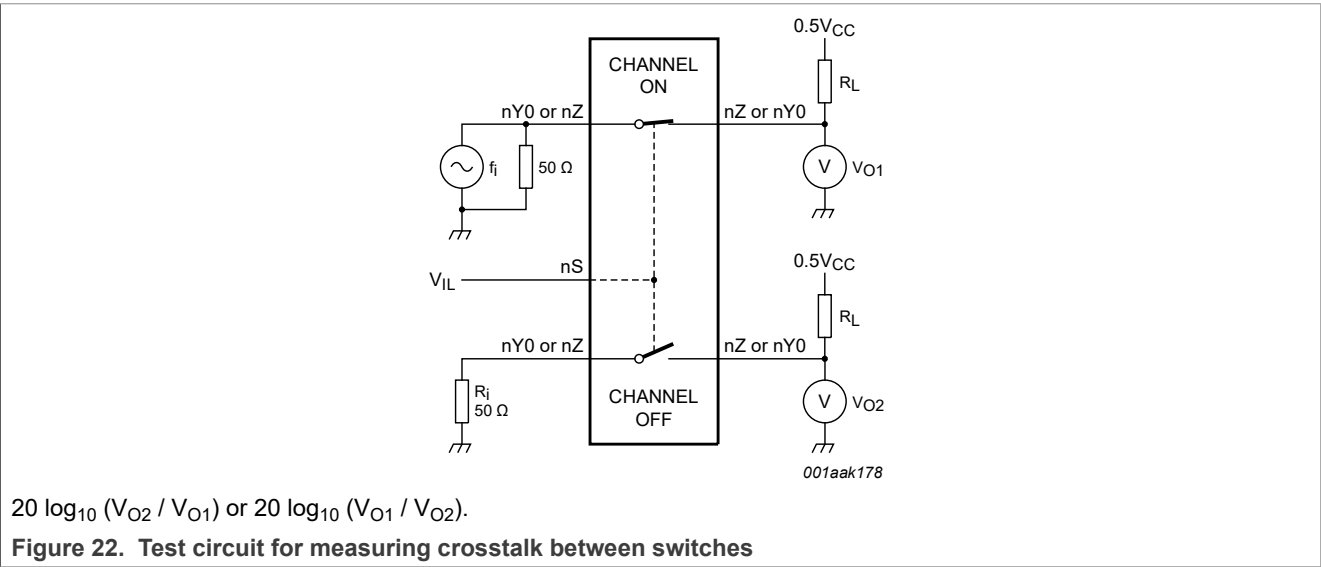 0.5VCC
CHANNEL
ON
RL
nY0 or nZ
nZ or nY0
fi
50 Ω
V
VO1
0.5VCC
nS
VIL
RL
nY0 or nZ
nZ or nY0
Ri
50 Ω
CHANNEL
OFF
V
VO2
001aak178
20 log10 (VO2 / VO1) or 20 log10 (VO1 / VO2).
Figure 22. Test circuit for measuring crosstalk between switches